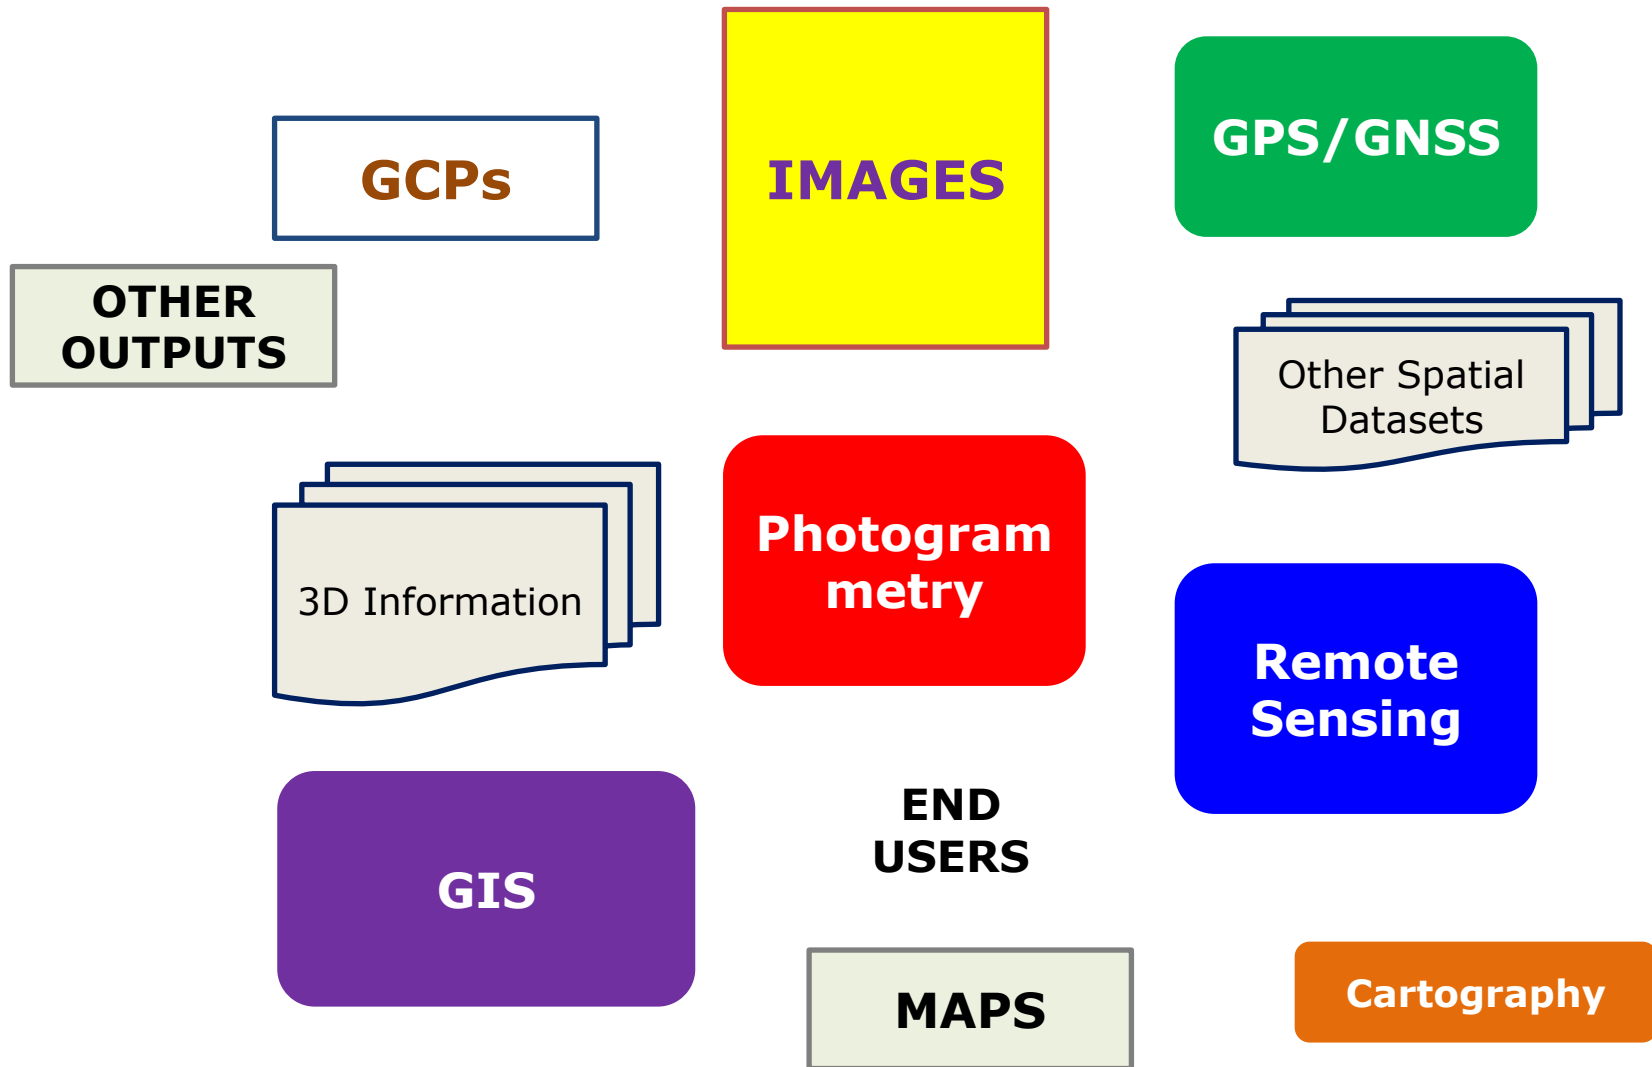 GCPs
IMAGES
GPS/GNSS
OTHER
OUTPUTS
Other Spatial
Datasets
3D Information
Photogram
metry
Remote
Sensing
GIS
END
USERS
MAPS
Cartography